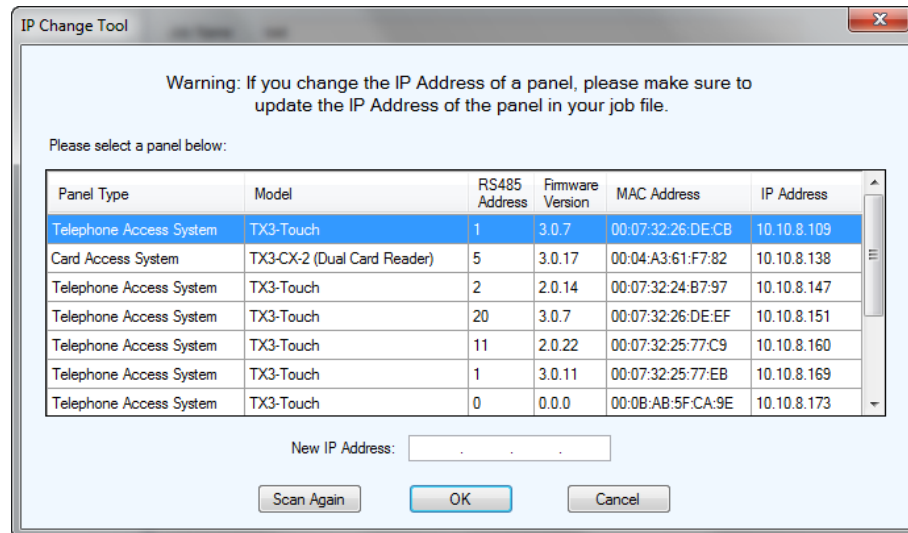 IP Change Tool
Warning: If you change the IP Address of a panel, please make sure to
update the IP Address of the panel in your job file.
Please select a panel below:
Panel Type Model RS485 Address Firmware Version MAC Address IP Address
Telephone Access System TX3-Touch 1 3.0.7 00:07:32:26:DE:CB 10.10.8.109
Card Access System TX3-CX-2 (Dual Card Reader) 5 3.0.17 00:04:A3:61:F7:82 10.10.8.138
Telephone Access System TX3-Touch 2 2.0.14 00:07:32:24:B7:97 10.10.8.147
Telephone Access System TX3-Touch 20 3.0.7 00:07:32:26:DE:EF 10.10.8.151
Telephone Access System TX3-Touch 11 2.0.22 00:07:32:25:77:C9 10.10.8.160
Telephone Access System TX3-Touch 1 3.0.11 00:07:32:25:77:EB 10.10.8.169
Telephone Access System TX3-Touch 0 0.0.0 00:0B:AB:5F:CA:9E 10.10.8.173
New IP Address: . . .
Scan Again OK Cancel